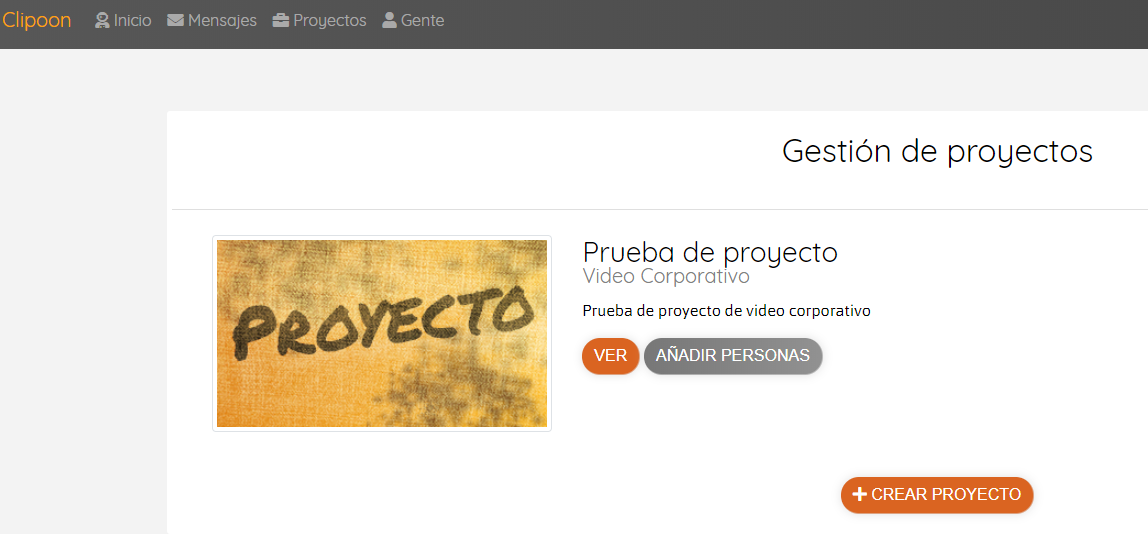 Clipoon Inicio Mensajes Proyectos Gente
Gestión de proyectos
PROYECTO
Prueba de proyecto
Video Corporativo
Prueba de proyecto de video corporativo
VER AÑADIR PERSONAS
CREAR PROYECTO